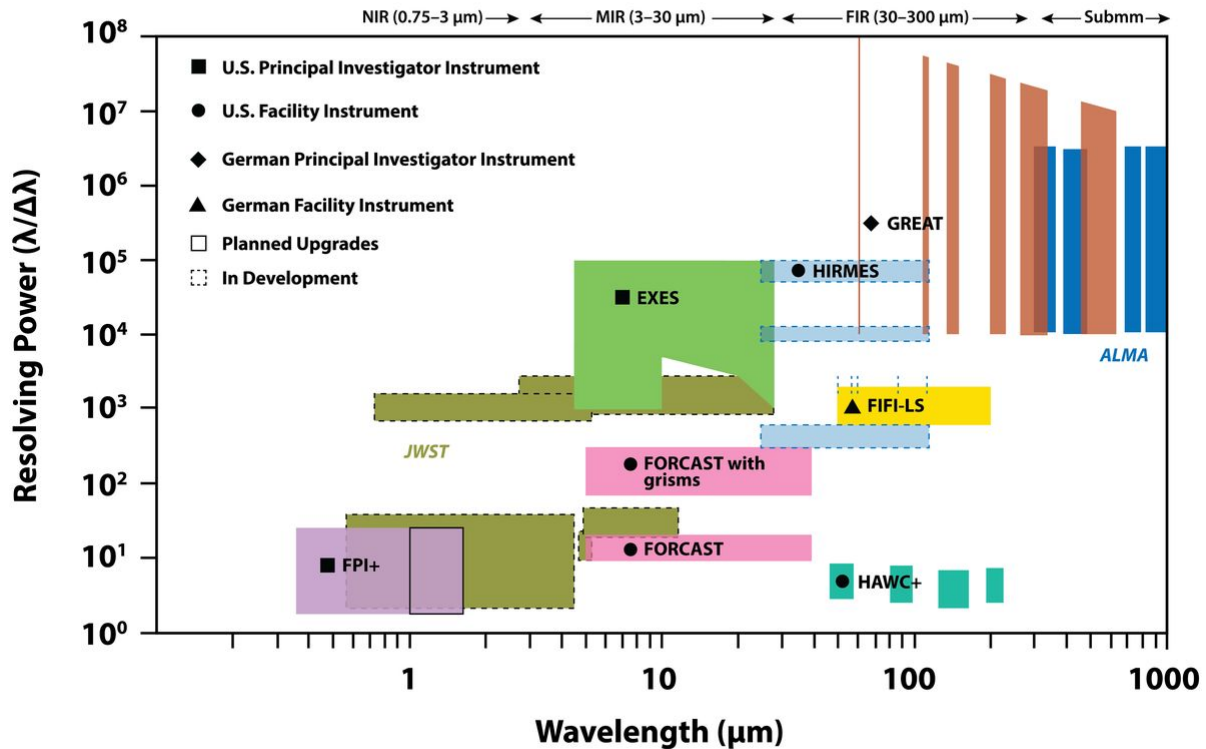 NIR (0.75–3 µm) MIR (3–30 µm) FIR (30–300 µm) Submm
10⁸
10⁷
10⁶
10⁵
10⁴
10³
10²
10¹
10⁰
Resolving Power (λ/Δλ)
U.S. Principal Investigator Instrument
U.S. Facility Instrument
German Principal Investigator Instrument
German Facility Instrument
Planned Upgrades
In Development
GREAT
HIRMES
EXES
ALMA
FIFI-LS
JWST
FORCAST with
grisms
FORCAST
FPI+
HAWC+
1 10 100 1000
Wavelength (µm)